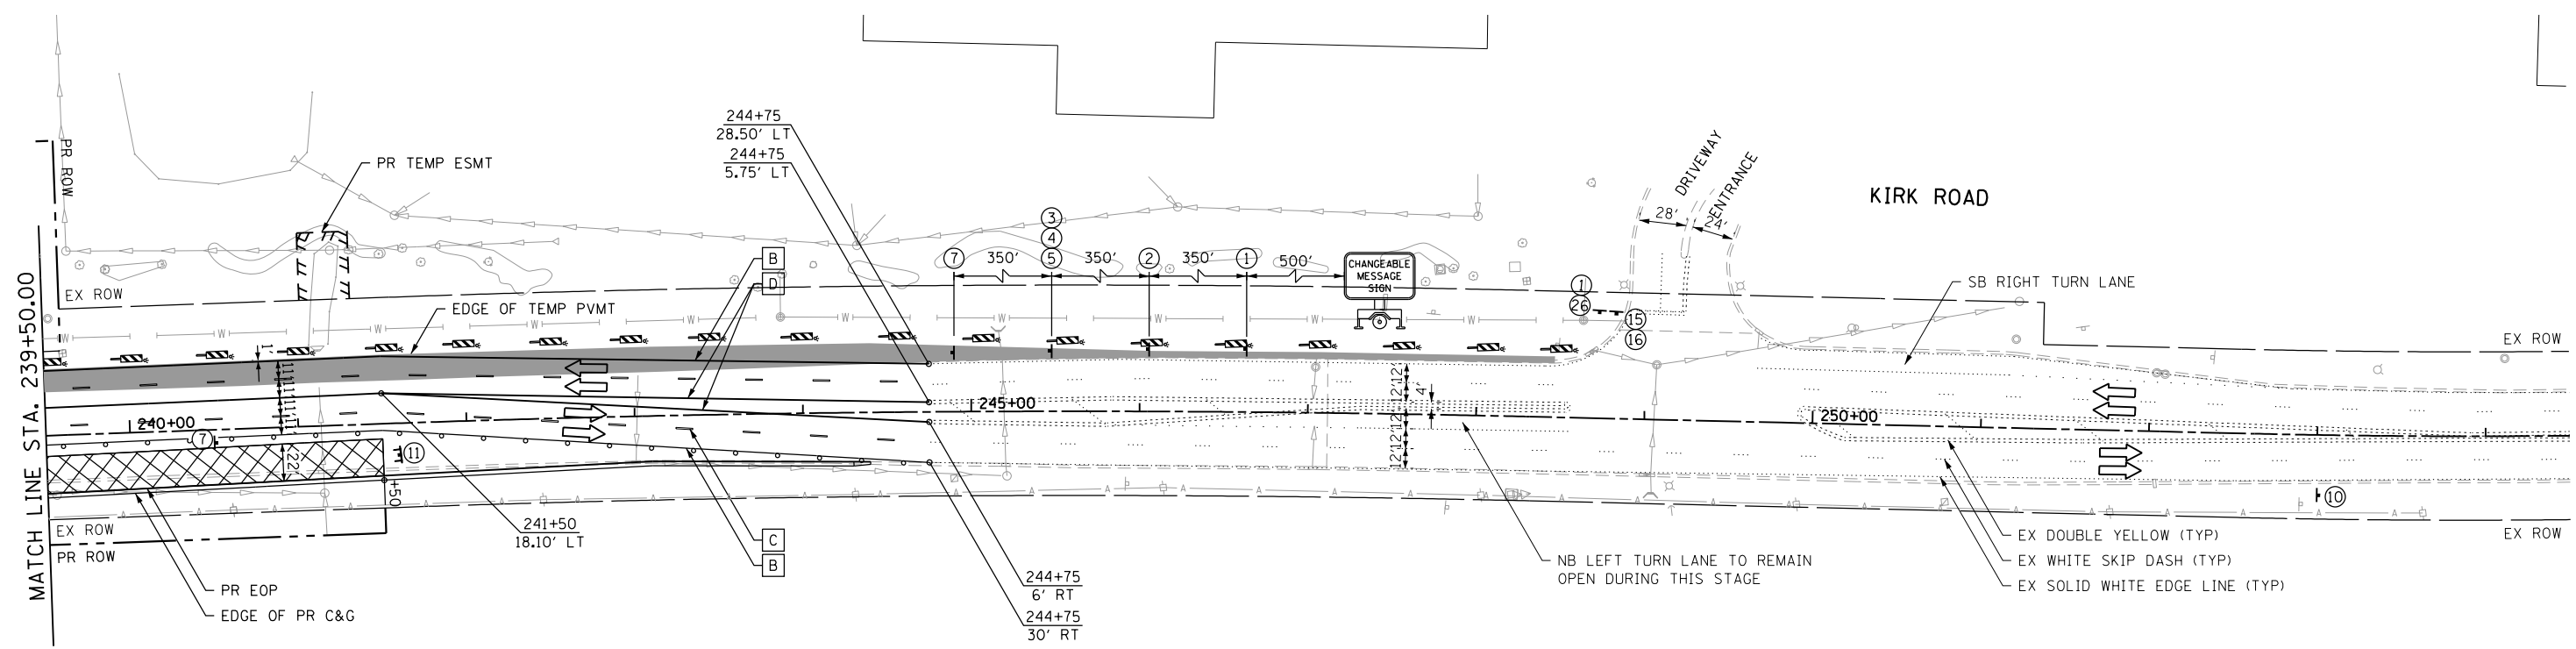 PR ROW
PR TEMP ESMT
EX ROW
EDGE OF TEMP PVMT
MATCH LINE STA. 239+50.00
240+00
1'
11'
11'
11'
11'
22'
7
11
+50
EX ROW
PR ROW
PR EOP
EDGE OF PR C&G
244+75
28.50' LT
244+75
5.75' LT
B
D
241+50
18.10' LT
C
B
244+75
6' RT
244+75
30' RT
7
350'
3
4
5
350'
2
350'
1
500'
CHANGEABLE
MESSAGE
SIGN
245+00
12'
12'
4'
12'
12'
12'
1
26
15
16
28'
24'
DRIVEWAY
ENTRANCE
KIRK ROAD
SB RIGHT TURN LANE
EX ROW
250+00
10
NB LEFT TURN LANE TO REMAIN
OPEN DURING THIS STAGE
EX DOUBLE YELLOW (TYP)
EX WHITE SKIP DASH (TYP)
EX SOLID WHITE EDGE LINE (TYP)
EX ROW
W
W
W
W
W
W
W
W
W
W
A
A
A
A
A
A
A
A